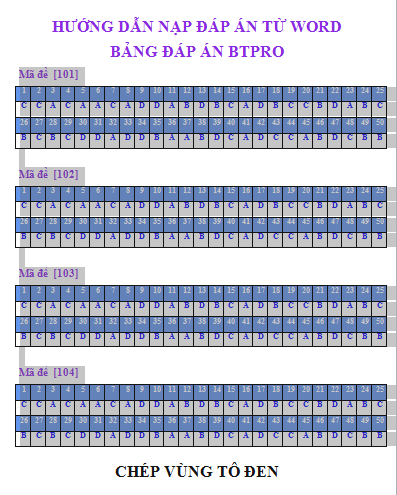 HƯỚNG DẪN NẠP ĐÁP ÁN TỪ WORD
BẢNG ĐÁP ÁN BTPRO
Mã đề [101]
1 2 3 4 5 6 7 8 9 10 11 12 13 14 15 16 17 18 19 20 21 22 23 24 25
C C A C A A C A D D A B D B C A D B C C B D A B C
26 27 28 29 30 31 32 33 34 35 36 37 38 39 40 41 42 43 44 45 46 47 48 49 50
B C B C D D A D D B A A B D C A D C C A B D C B B
Mã đề [102]
1 2 3 4 5 6 7 8 9 10 11 12 13 14 15 16 17 18 19 20 21 22 23 24 25
C C A C A A C A D D A B D B C A D B C C B D A B C
26 27 28 29 30 31 32 33 34 35 36 37 38 39 40 41 42 43 44 45 46 47 48 49 50
B C B C D D A D D B A A B D C A D C C A B D C B B
Mã đề [103]
1 2 3 4 5 6 7 8 9 10 11 12 13 14 15 16 17 18 19 20 21 22 23 24 25
C C A C A A C A D D A B D B C A D B C C B D A B C
26 27 28 29 30 31 32 33 34 35 36 37 38 39 40 41 42 43 44 45 46 47 48 49 50
B C B C D D A D D B A A B D C A D C C A B D C B B
Mã đề [104]
1 2 3 4 5 6 7 8 9 10 11 12 13 14 15 16 17 18 19 20 21 22 23 24 25
C C A C A A C A D D A B D B C A D B C C B D A B C
26 27 28 29 30 31 32 33 34 35 36 37 38 39 40 41 42 43 44 45 46 47 48 49 50
B C B C D D A D D B A A B D C A D C C A B D C B B
CHÉP VÙNG TÔ ĐEN